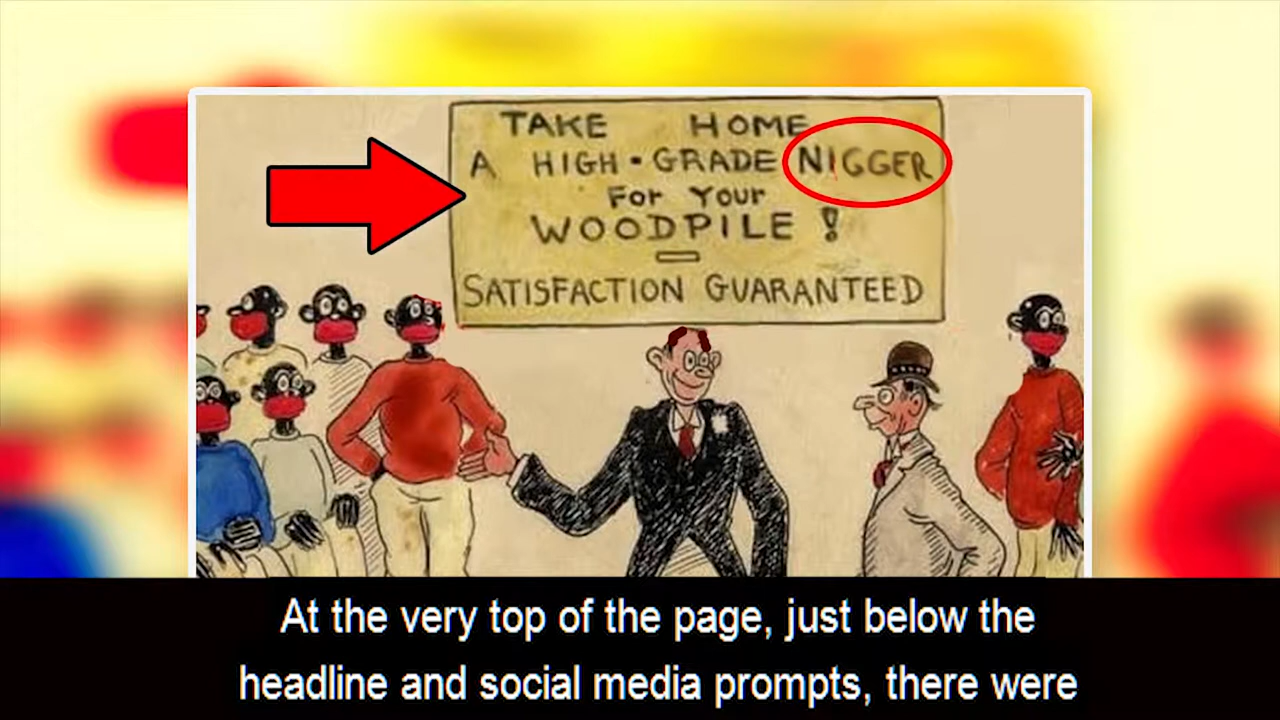 TAKE HOME
A HIGH-GRADE NIGGER
For Your
WOODPILE !
SATISFACTION GUARANTEED
At the very top of the page, just below the
headline and social media prompts, there were